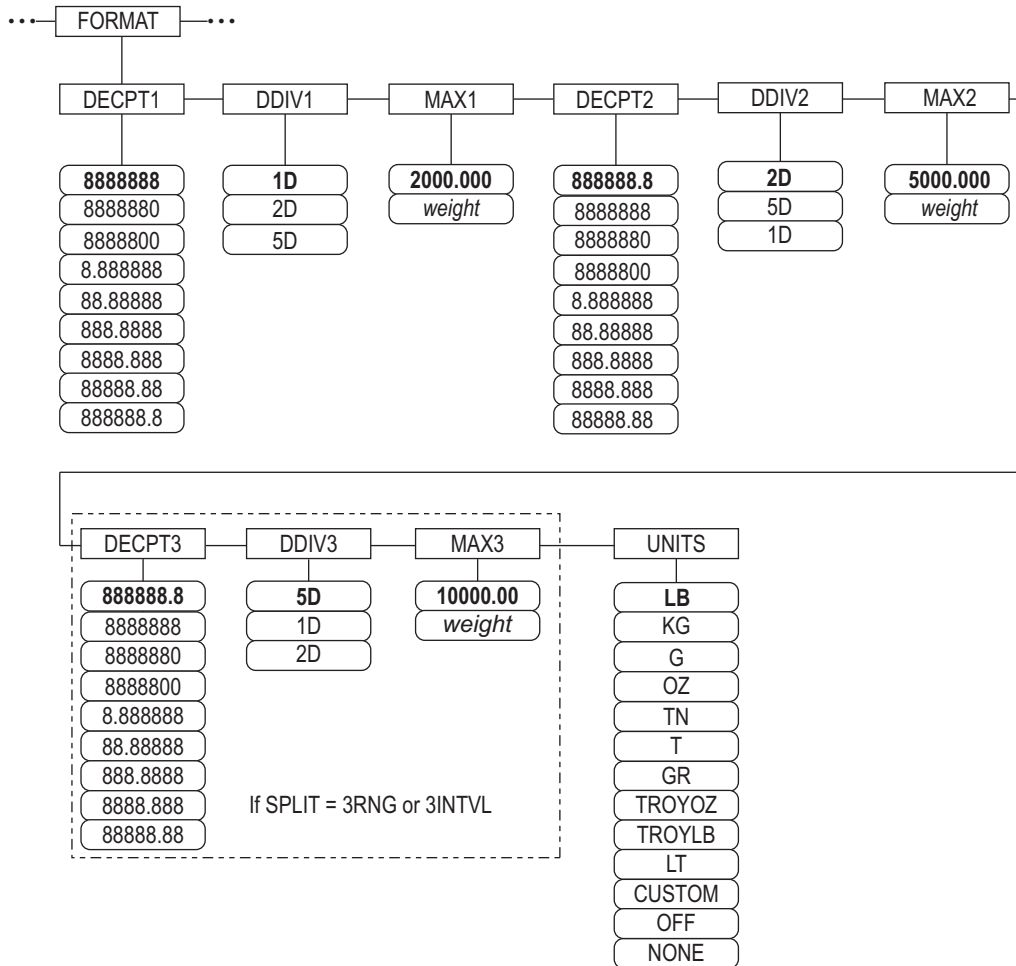 ••• FORMAT •••
DECPT1 DDIV1 MAX1 DECPT2 DDIV2 MAX2
8888888 1D 2000.000 888888.8 2D 5000.000
8888880 2D weight 8888888 5D weight
8888800 5D 8888880 1D
8.888888 8888800
88.88888 8.888888
888.8888 88.88888
8888.888 888.8888
88888.88 8888.888
888888.8 88888.88
DECPT3 DDIV3 MAX3 UNITS
888888.8 5D 10000.00 LB
8888888 1D weight KG
8888880 2D G
8888800 OZ
8.888888 TN
88.88888 T
888.8888 GR
8888.888 If SPLIT = 3RNG or 3INTVL TROYOZ
88888.88 TROYLB
LT
CUSTOM
OFF
NONE